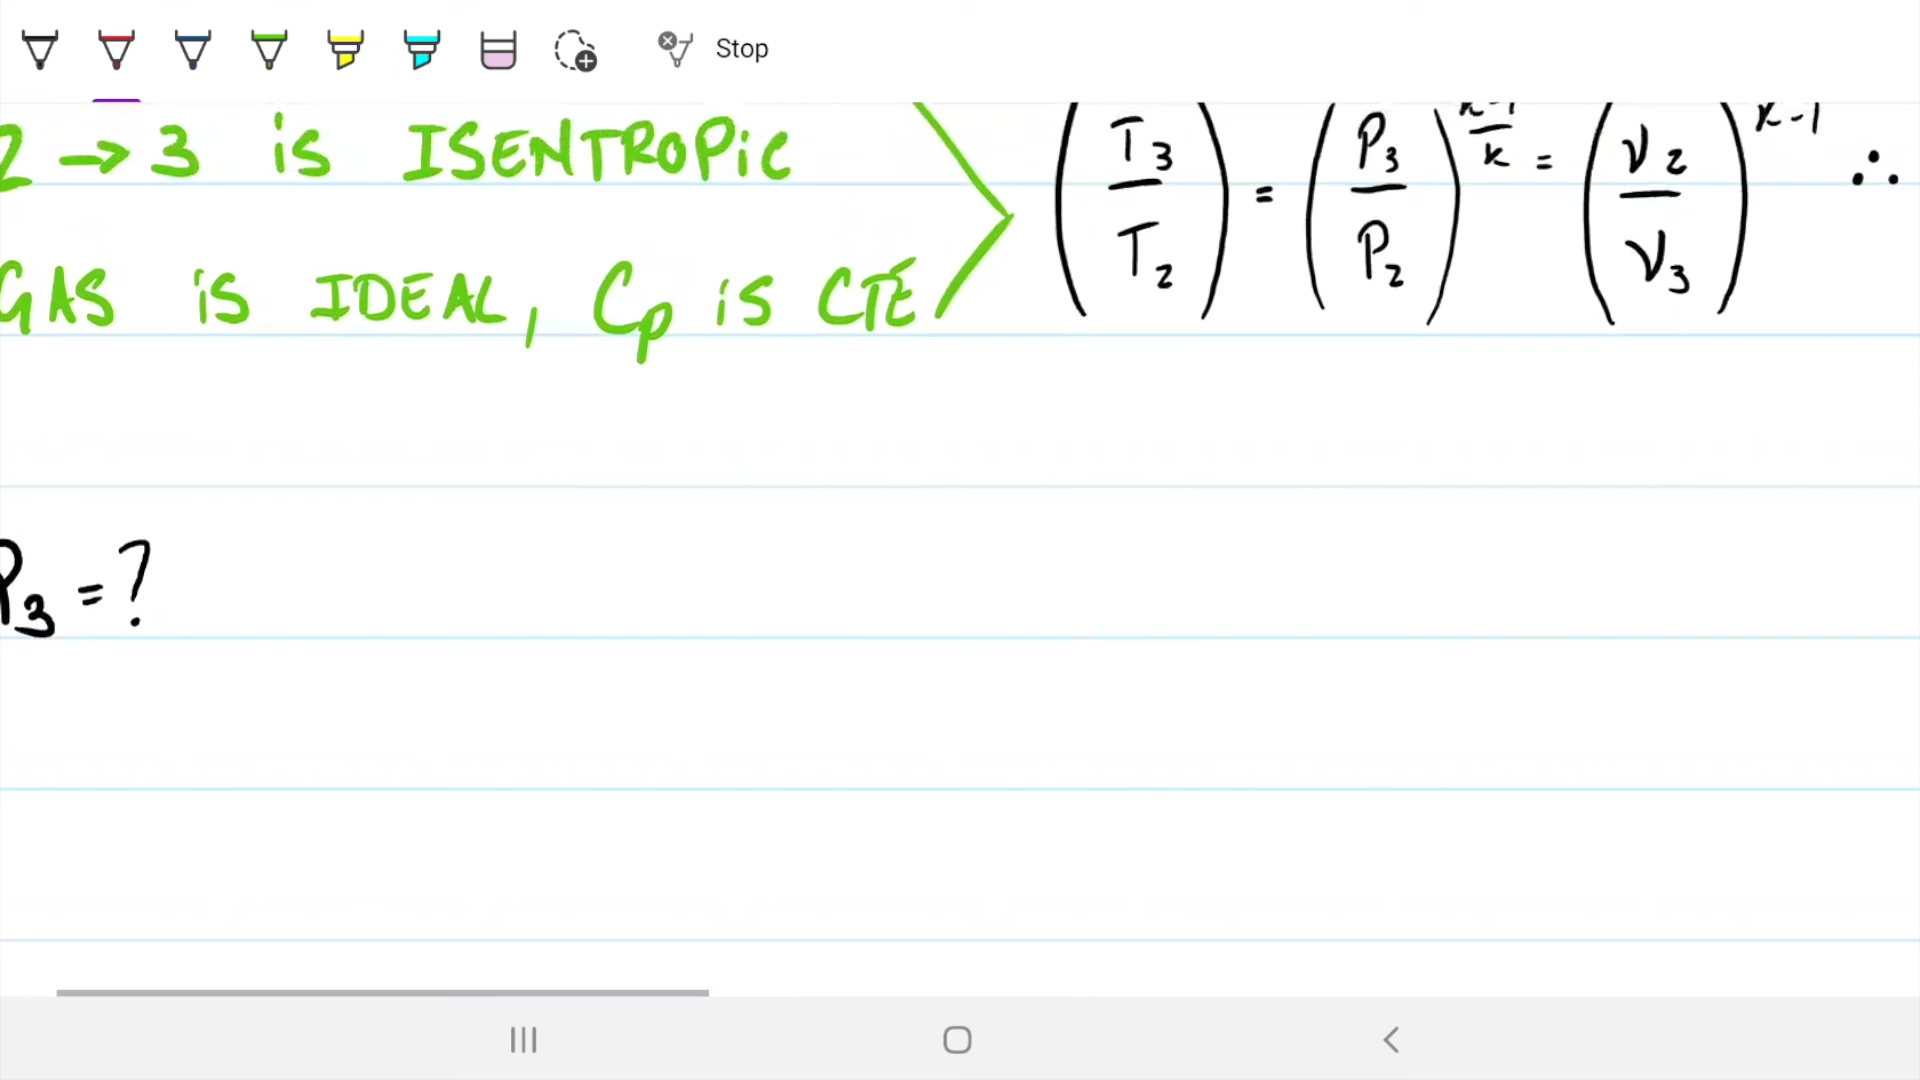 Stop
2 → 3 is ISENTROPiC
GAS is IDEAL, Cp is CTE
(T3/T2) = (P3/P2)^((k-1)/k) = (V2/V3)^(k-1) ∴
P3 = ?